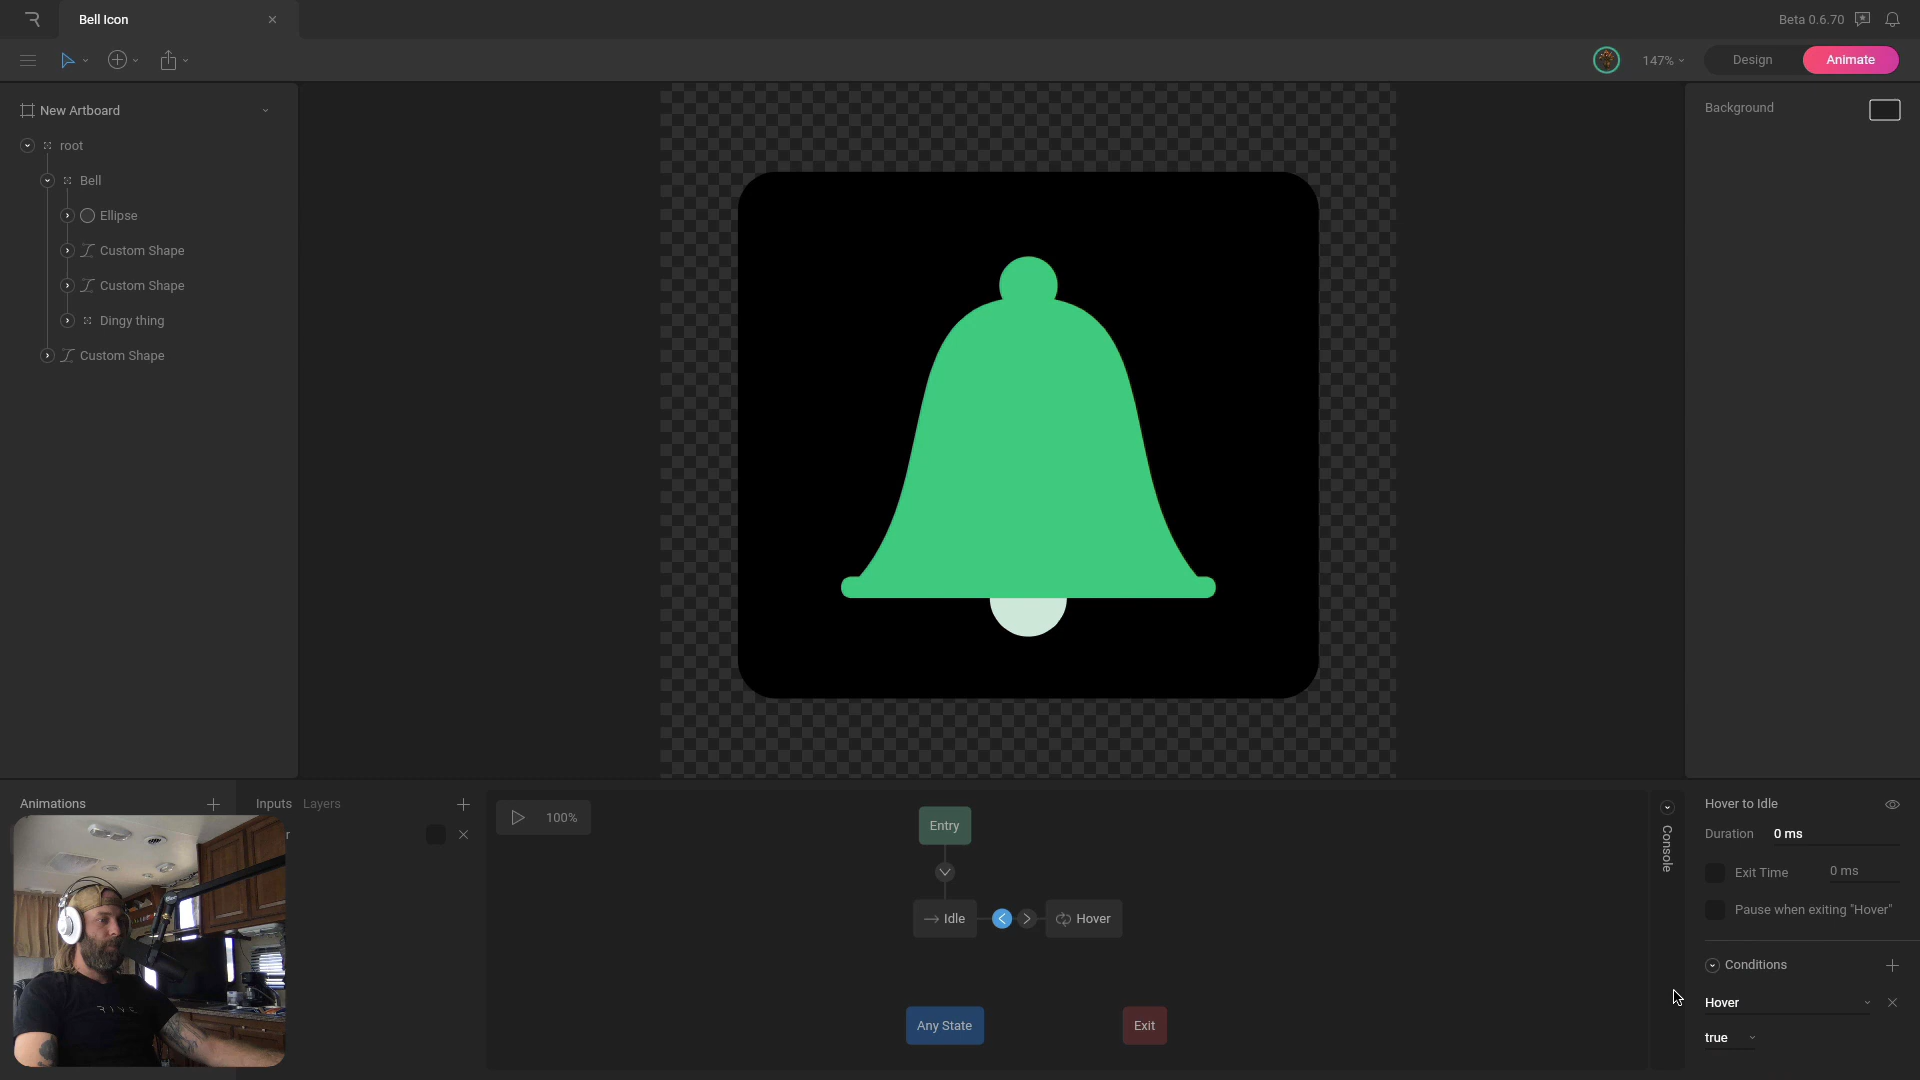 Bell Icon
Beta 0.6.70
147%
Design
Animate
New Artboard
root
Bell
Ellipse
Custom Shape
Custom Shape
Dingy thing
Custom Shape
Background
Animations
Inputs
Layers
r
100%
Entry
Idle
Hover
Any State
Exit
Console
Hover to Idle
Duration
0 ms
Exit Time
0 ms
Pause when exiting "Hover"
Conditions
Hover
true
RIVE